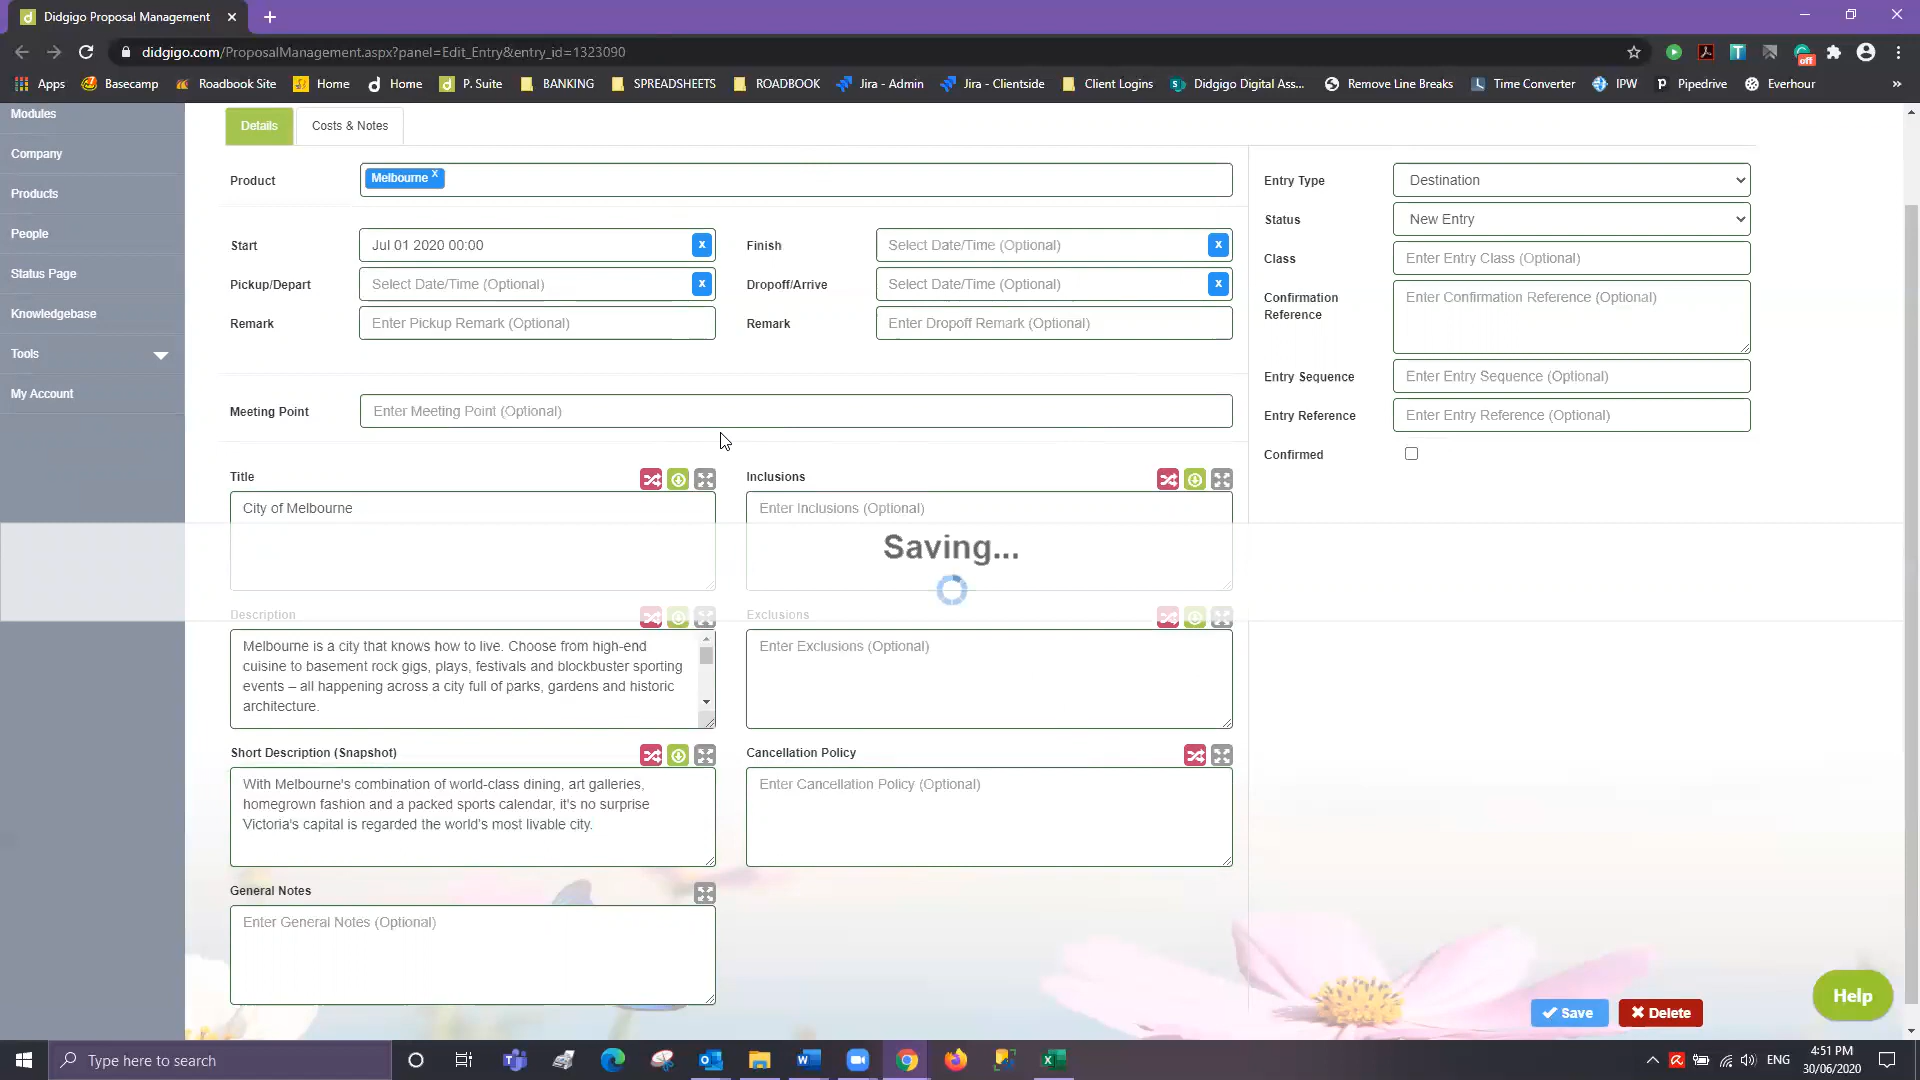 Didgigo Proposal Management
didgigo.com/ProposalManagement.aspx?panel=Edit_Entry&entry_id=1323090
off
Apps Basecamp Roadbook Site Home Home P. Suite BANKING SPREADSHEETS ROADBOOK Jira - Admin Jira - Clientside Client Logins Didgigo Digital Ass... Remove Line Breaks Time Converter IPW Pipedrive Everhour »
Modules
Company
Products
People
Status Page
Knowledgebase
Tools
My Account
Details Costs & Notes
Product Melbourne x
Start Jul 01 2020 00:00 x Finish Select Date/Time (Optional) x
Pickup/Depart Select Date/Time (Optional) x Dropoff/Arrive Select Date/Time (Optional) x
Remark Enter Pickup Remark (Optional) Remark Enter Dropoff Remark (Optional)
Meeting Point Enter Meeting Point (Optional)
Title
City of Melbourne
Inclusions
Enter Inclusions (Optional)
Saving...
Description
Melbourne is a city that knows how to live. Choose from high-end
cuisine to basement rock gigs, plays, festivals and blockbuster sporting
events – all happening across a city full of parks, gardens and historic
architecture.
Exclusions
Enter Exclusions (Optional)
Short Description (Snapshot)
With Melbourne's combination of world-class dining, art galleries,
homegrown fashion and a packed sports calendar, it's no surprise
Victoria's capital is regarded the world's most livable city.
Cancellation Policy
Enter Cancellation Policy (Optional)
General Notes
Enter General Notes (Optional)
Entry Type Destination
Status New Entry
Class Enter Entry Class (Optional)
Confirmation
Reference
Enter Confirmation Reference (Optional)
Entry Sequence Enter Entry Sequence (Optional)
Entry Reference Enter Entry Reference (Optional)
Confirmed
Save Delete
Help
Type here to search
ENG
4:51 PM
30/06/2020